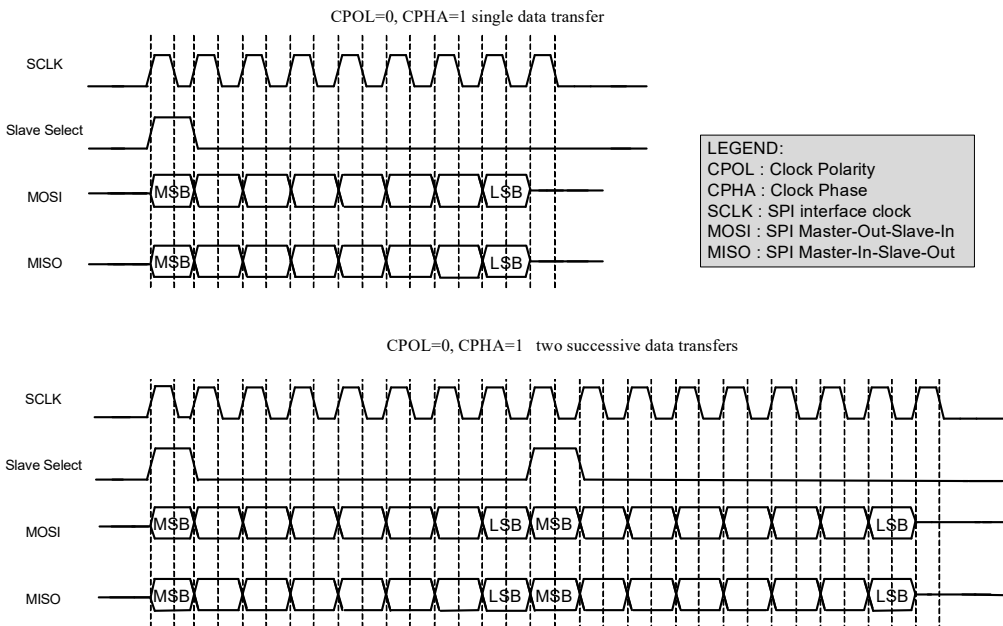 CPOL=0, CPHA=1 single data transfer
SCLK
Slave Select
MOSI
MSB
LSB
MISO
MSB
LSB
LEGEND:
CPOL : Clock Polarity
CPHA : Clock Phase
SCLK : SPI interface clock
MOSI : SPI Master-Out-Slave-In
MISO : SPI Master-In-Slave-Out
CPOL=0, CPHA=1 two successive data transfers
SCLK
Slave Select
MOSI
MSB
LSB
MSB
LSB
MISO
MSB
LSB
MSB
LSB